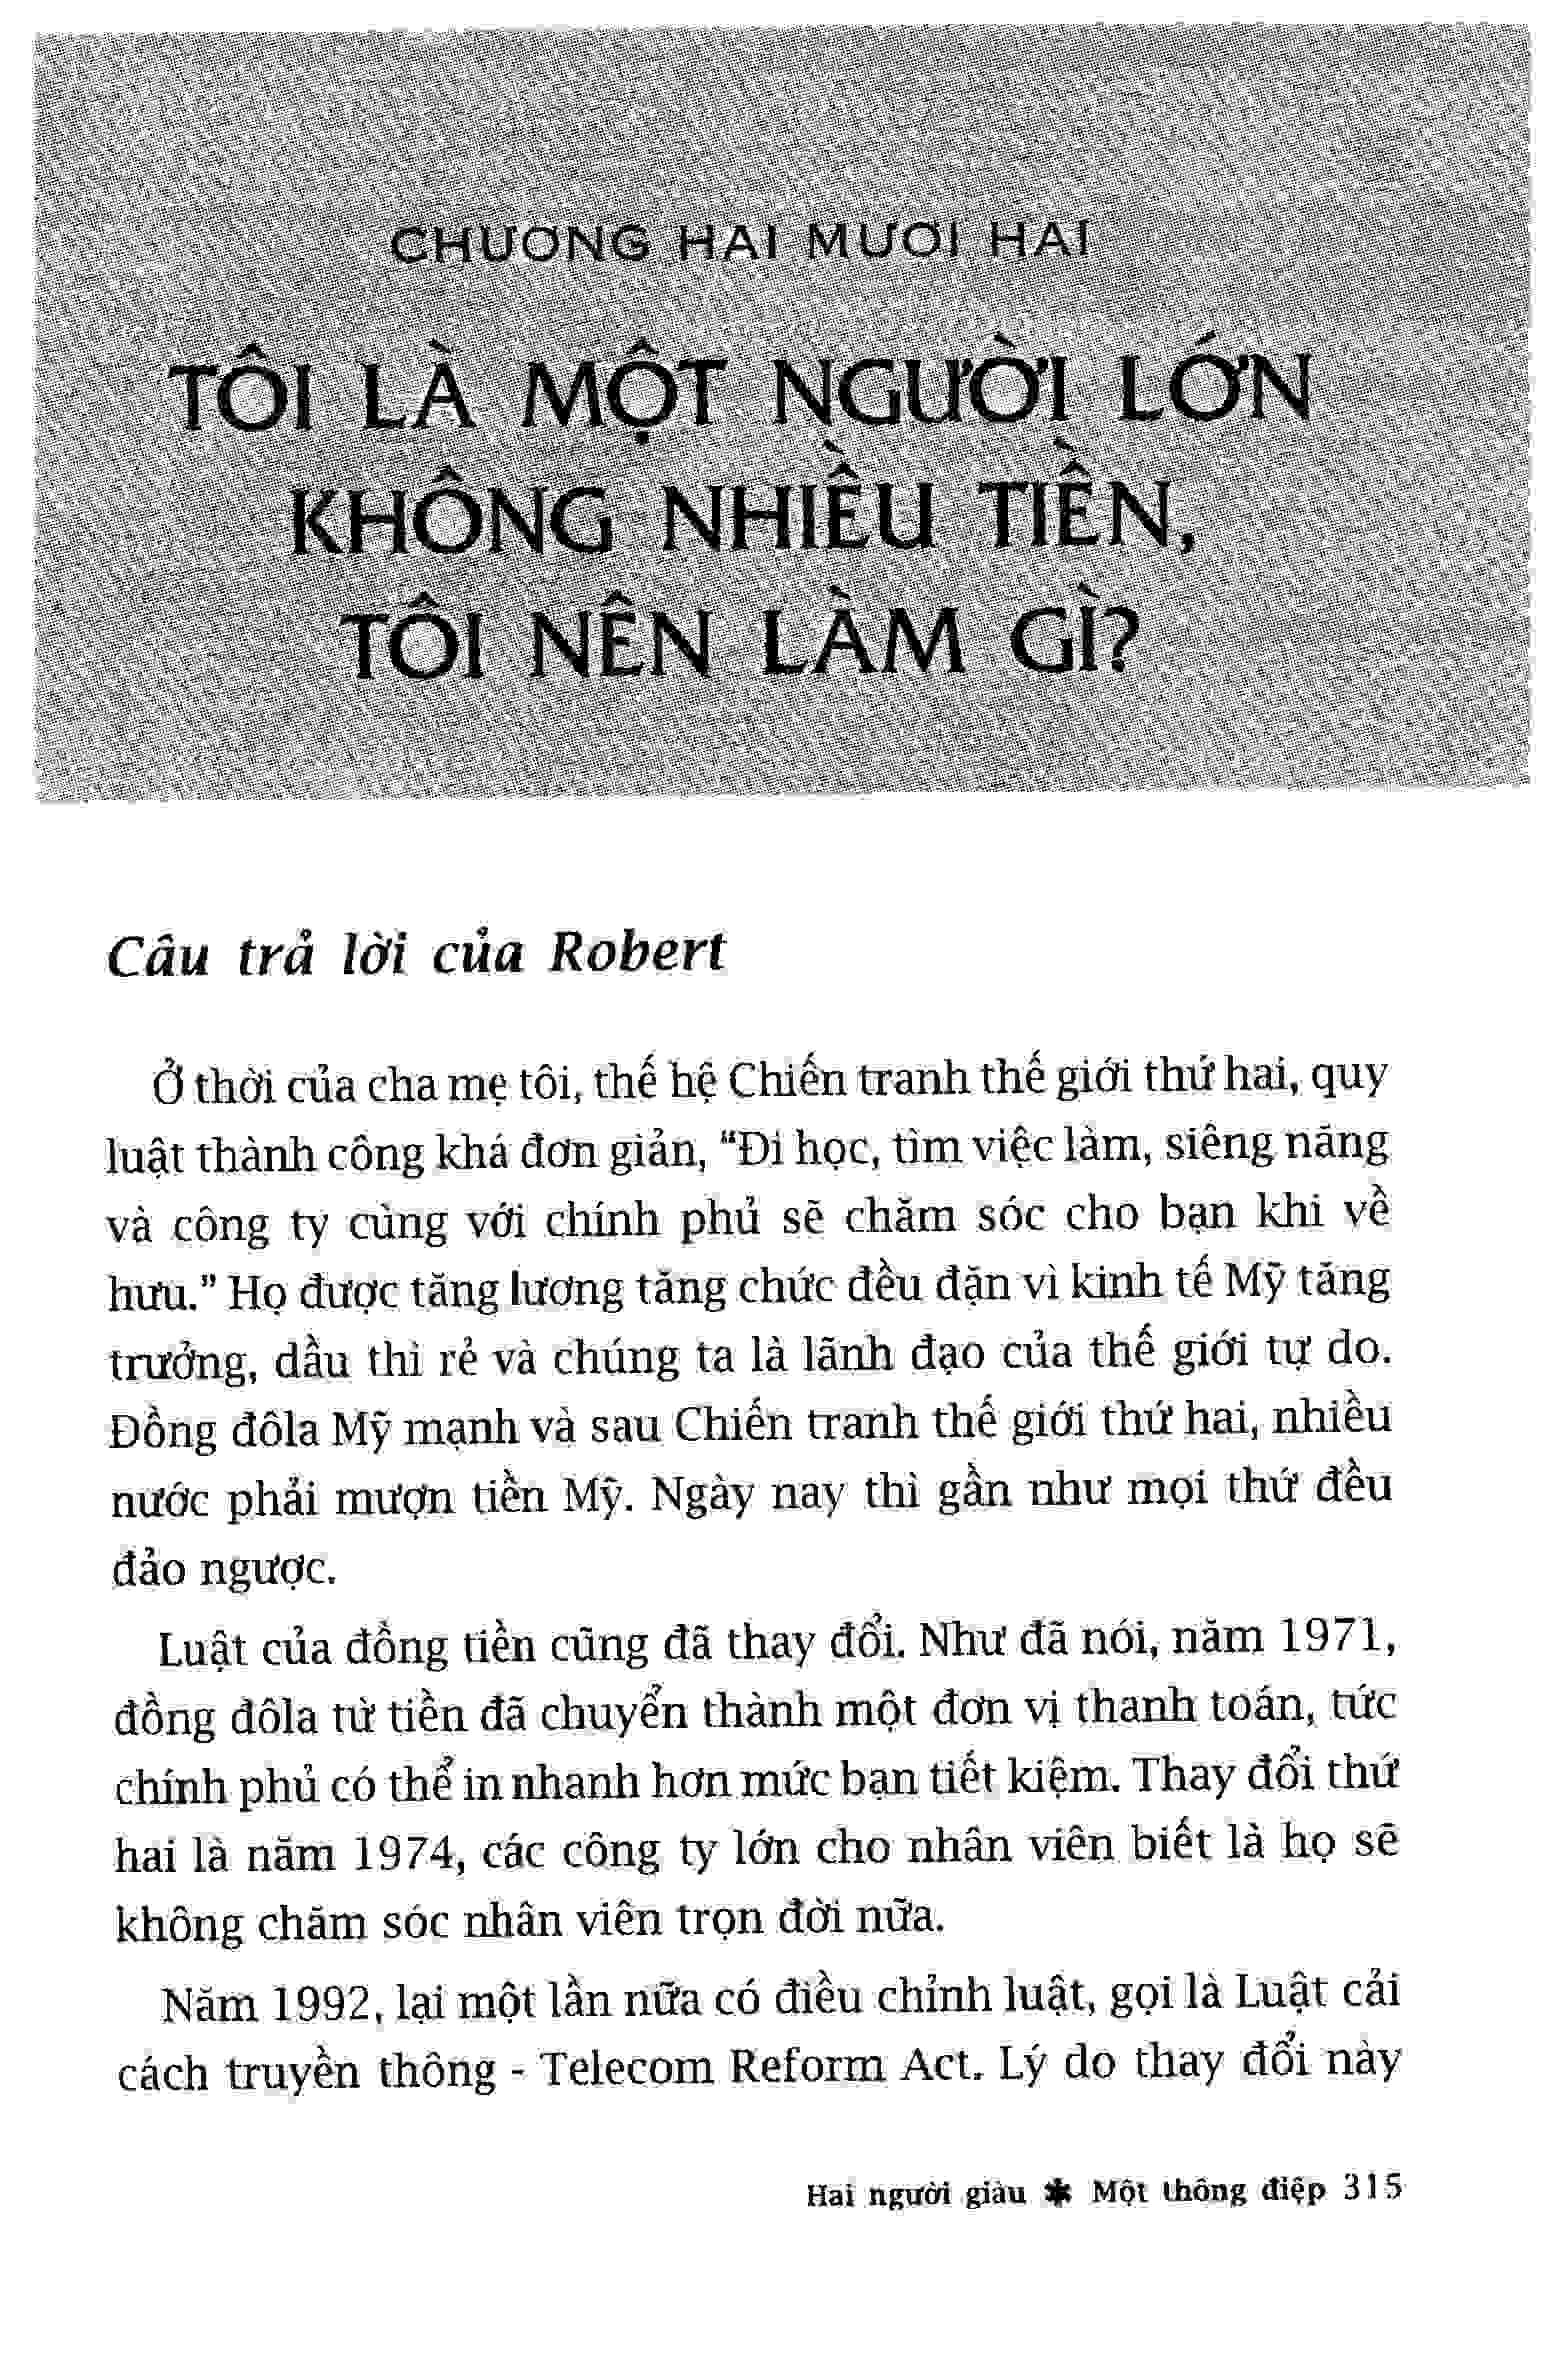 CHƯƠNG HAI MƯƠI HAI
TÔI LÀ MỘT NGƯỜI LỚN
KHÔNG NHIỀU TIỀN,
TÔI NÊN LÀM GÌ?
Câu trả lời của Robert
Ở thời của cha mẹ tôi, thế hệ Chiến tranh thế giới thứ hai, quy
luật thành công khá đơn giản, “Đi học, tìm việc làm, siêng năng
và công ty cùng với chính phủ sẽ chăm sóc cho bạn khi về
hưu.” Họ được tăng lương tăng chức đều đặn vì kinh tế Mỹ tăng
trưởng, dầu thì rẻ và chúng ta là lãnh đạo của thế giới tự do.
Đồng đôla Mỹ mạnh và sau Chiến tranh thế giới thứ hai, nhiều
nước phải mượn tiền Mỹ. Ngày nay thì gần như mọi thứ đều
đảo ngược.
Luật của đồng tiền cũng đã thay đổi. Như đã nói, năm 1971,
đồng đôla từ tiền đã chuyển thành một đơn vị thanh toán, tức
chính phủ có thể in nhanh hơn mức bạn tiết kiệm. Thay đổi thứ
hai là năm 1974, các công ty lớn cho nhân viên biết là họ sẽ
không chăm sóc nhân viên trọn đời nữa.
Năm 1992, lại một lần nữa có điều chỉnh luật, gọi là Luật cải
cách truyền thông - Telecom Reform Act. Lý do thay đổi này
Hai người giàu ✱ Một thông điệp 315